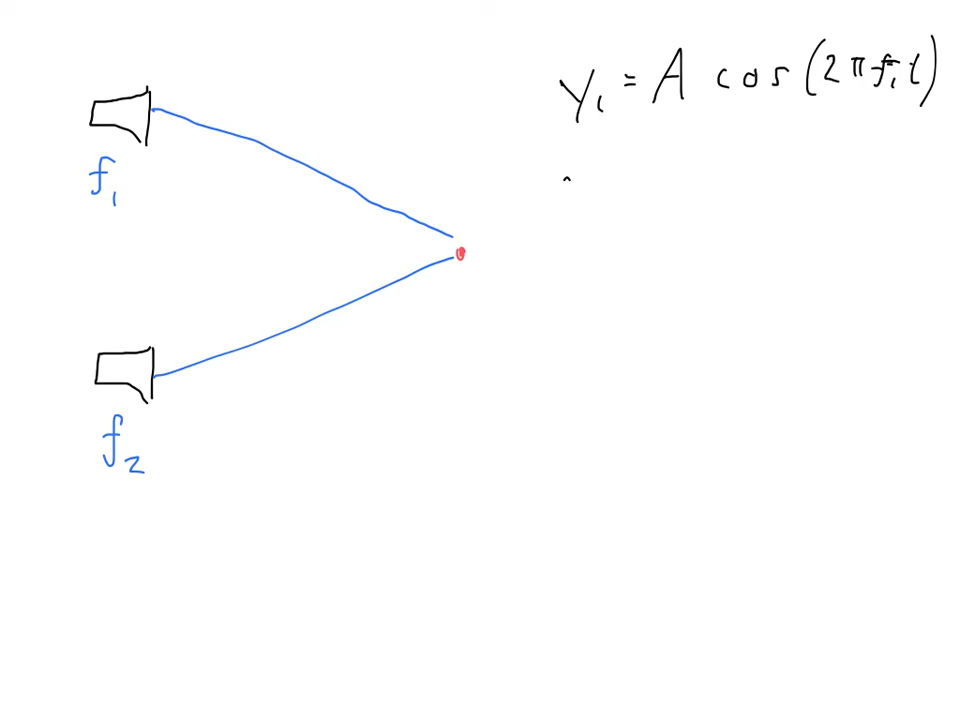 y₁ = A cos (2πf₁t)
f₁
f₂